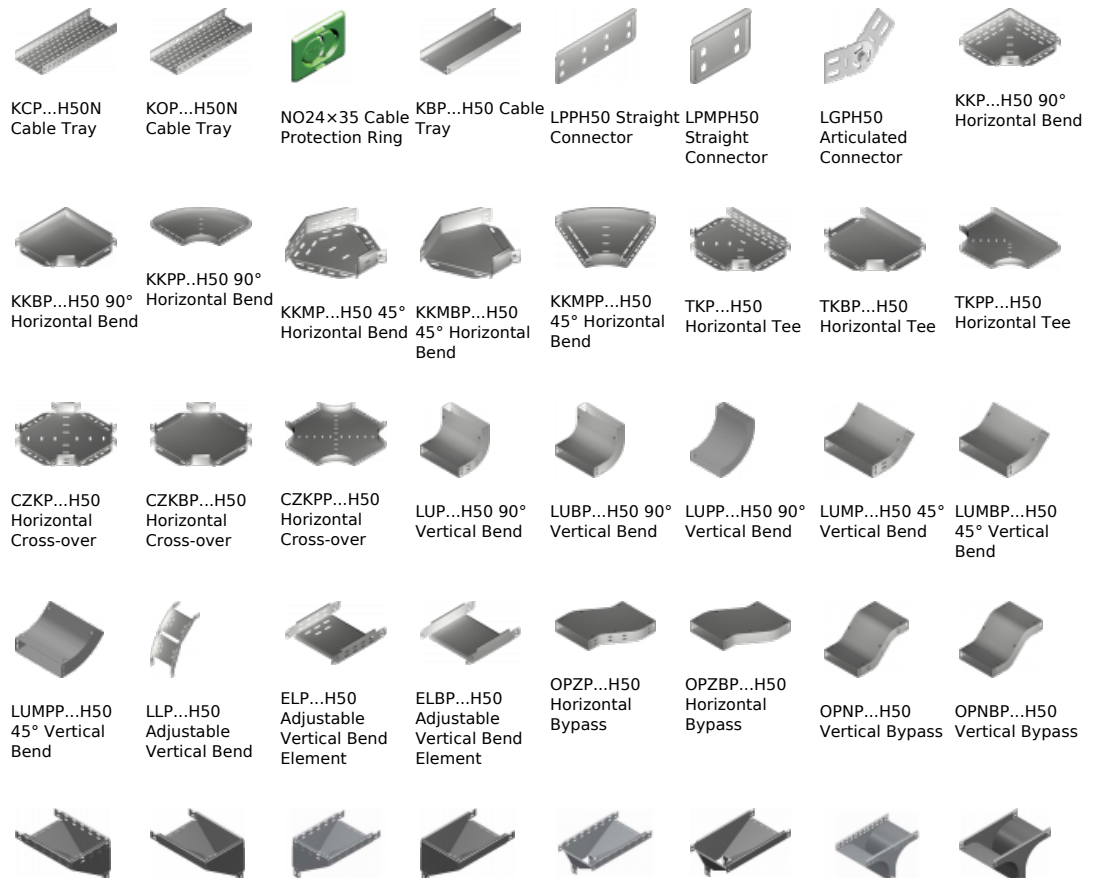 KCP...H50N
Cable Tray
KOP...H50N
Cable Tray
NO24×35 Cable
Protection Ring
KBP...H50 Cable
Tray
LPPH50 Straight
Connector
LPMPH50
Straight
Connector
LGPH50
Articulated
Connector
KKP...H50 90°
Horizontal Bend
KKBP...H50 90°
Horizontal Bend
KKPP..H50 90°
Horizontal Bend
KKMP...H50 45°
Horizontal Bend
KKMBP...H50
45° Horizontal
Bend
KKMPP...H50
45° Horizontal
Bend
TKP...H50
Horizontal Tee
TKBP...H50
Horizontal Tee
TKPP...H50
Horizontal Tee
CZKP...H50
Horizontal
Cross-over
CZKBP...H50
Horizontal
Cross-over
CZKPP...H50
Horizontal
Cross-over
LUP...H50 90°
Vertical Bend
LUBP...H50 90°
Vertical Bend
LUPP...H50 90°
Vertical Bend
LUMP...H50 45°
Vertical Bend
LUMBP...H50
45° Vertical
Bend
LUMPP...H50
45° Vertical
Bend
LLP...H50
Adjustable
Vertical Bend
ELP...H50
Adjustable
Vertical Bend
Element
ELBP...H50
Adjustable
Vertical Bend
Element
OPZP...H50
Horizontal
Bypass
OPZBP...H50
Horizontal
Bypass
OPNP...H50
Vertical Bypass
OPNBP...H50
Vertical Bypass